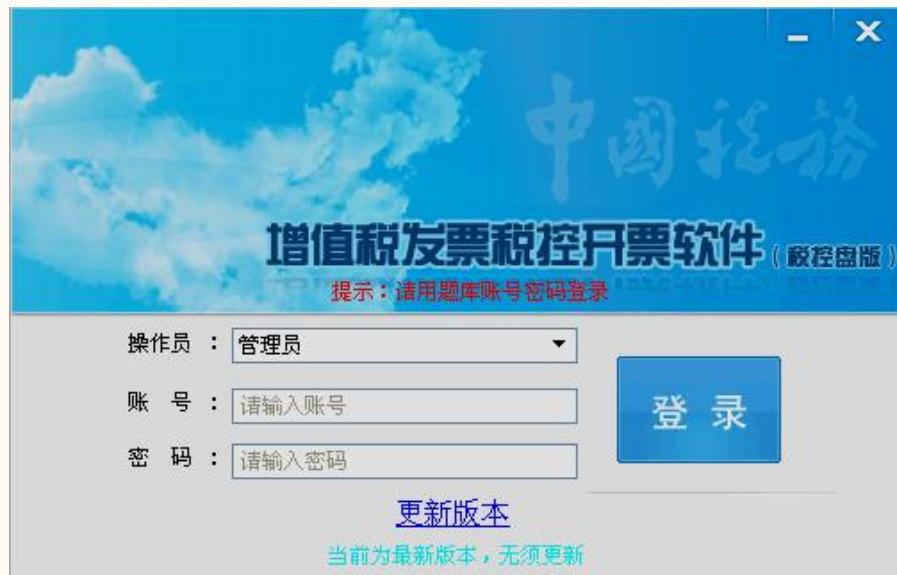 中國税務
增值税发票税控开票软件（税控盘版）
提示：请用题库账号密码登录
操作员：管理员
账 号：请输入账号
密 码：请输入密码
登 录
更新版本
当前为最新版本，无须更新